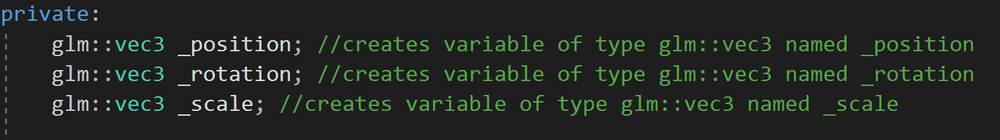 private:
glm::vec3 _position; //creates variable of type glm::vec3 named _position
glm::vec3 _rotation; //creates variable of type glm::vec3 named _rotation
glm::vec3 _scale; //creates variable of type glm::vec3 named _scale